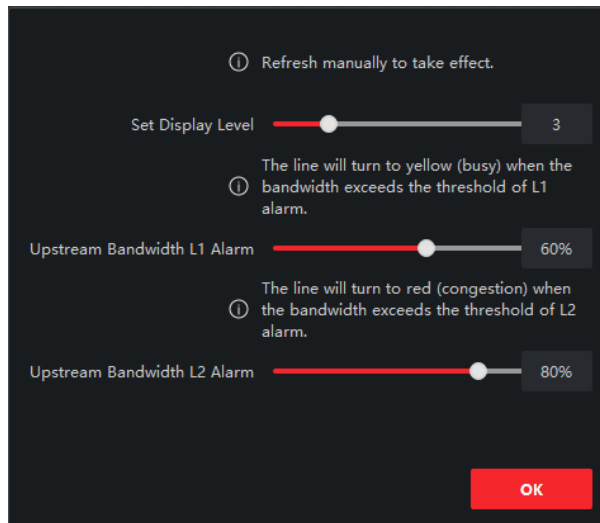 Refresh manually to take effect.
Set Display Level
3
The line will turn to yellow (busy) when the
bandwidth exceeds the threshold of L1
alarm.
Upstream Bandwidth L1 Alarm
60%
The line will turn to red (congestion) when
the bandwidth exceeds the threshold of L2
alarm.
Upstream Bandwidth L2 Alarm
80%
OK